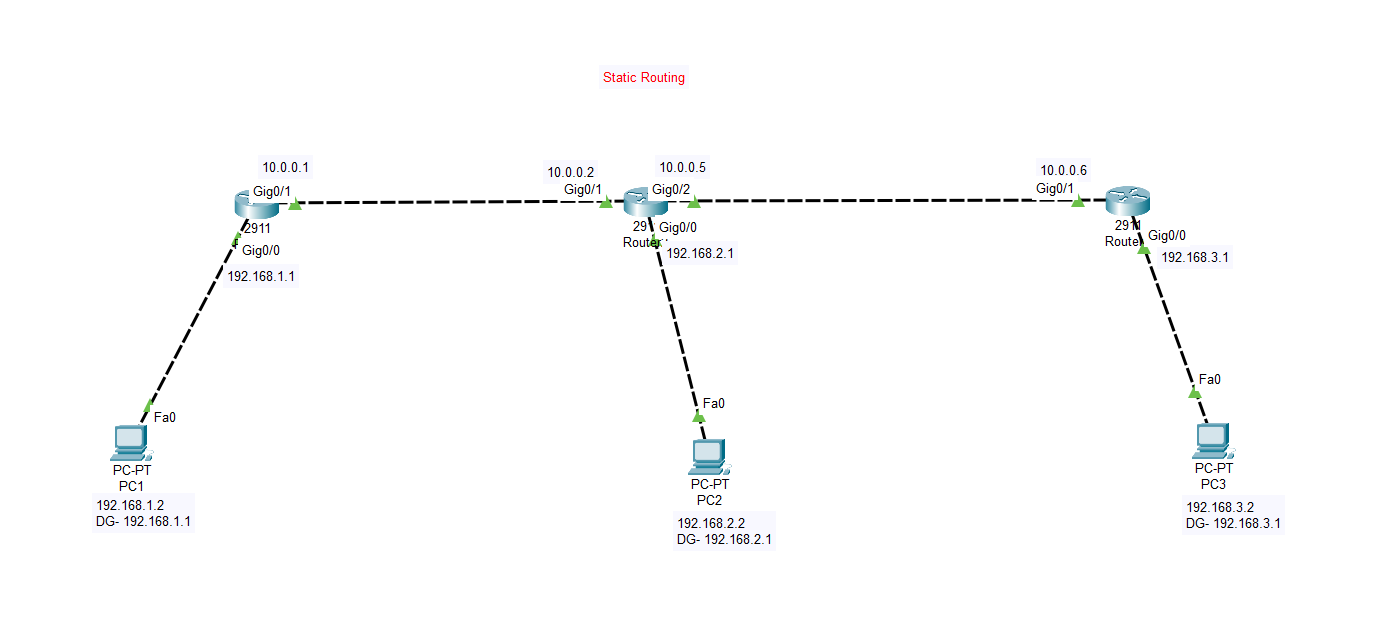 Static Routing
10.0.0.1
Gig0/1
2911
Gig0/0
192.168.1.1
10.0.0.2
Gig0/1
10.0.0.5
Gig0/2
Gig0/0
Router
192.168.2.1
10.0.0.6
Gig0/1
2911
Router
Gig0/0
192.168.3.1
Fa0
PC-PT
PC1
192.168.1.2
DG- 192.168.1.1
Fa0
PC-PT
PC2
192.168.2.2
DG- 192.168.2.1
Fa0
PC-PT
PC3
192.168.3.2
DG- 192.168.3.1